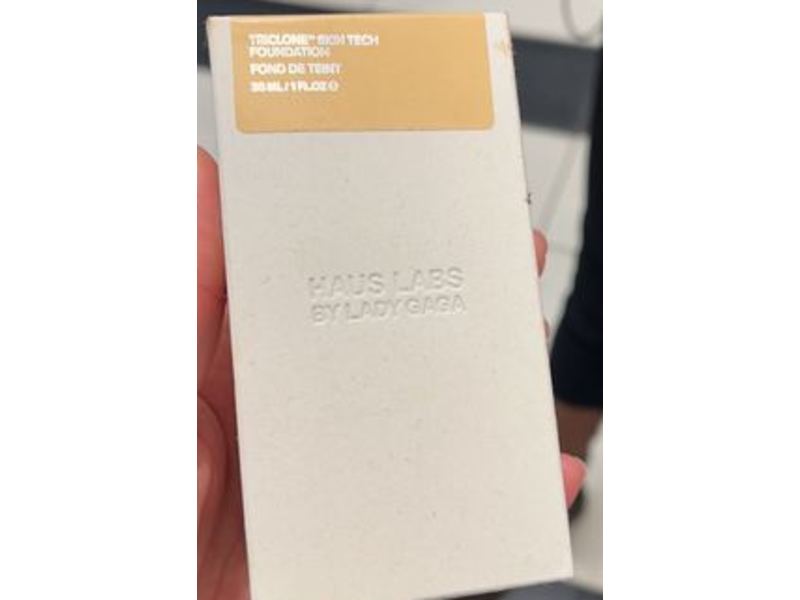 TRICLONE™ SKIN TECH
FOUNDATION
FOND DE TEINT
30 ML / 1 FL.OZ ℮
HAUS LABS
BY LADY GAGA